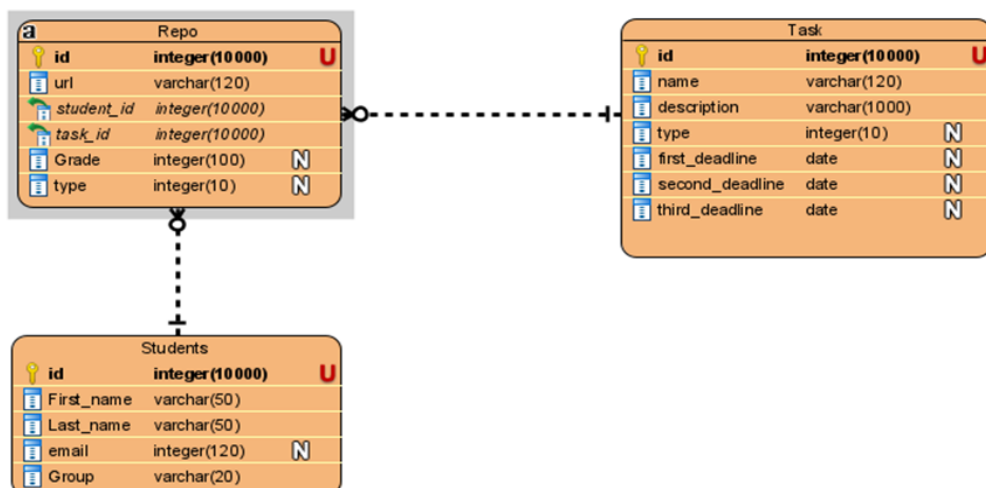 a Repo
id integer(10000) U
url varchar(120)
student_id integer(10000)
task_id integer(10000)
Grade integer(100) N
type integer(10) N
Task
id integer(10000) U
name varchar(120)
description varchar(1000)
type integer(10) N
first_deadline date N
second_deadline date N
third_deadline date N
Students
id integer(10000) U
First_name varchar(50)
Last_name varchar(50)
email integer(120) N
Group varchar(20)